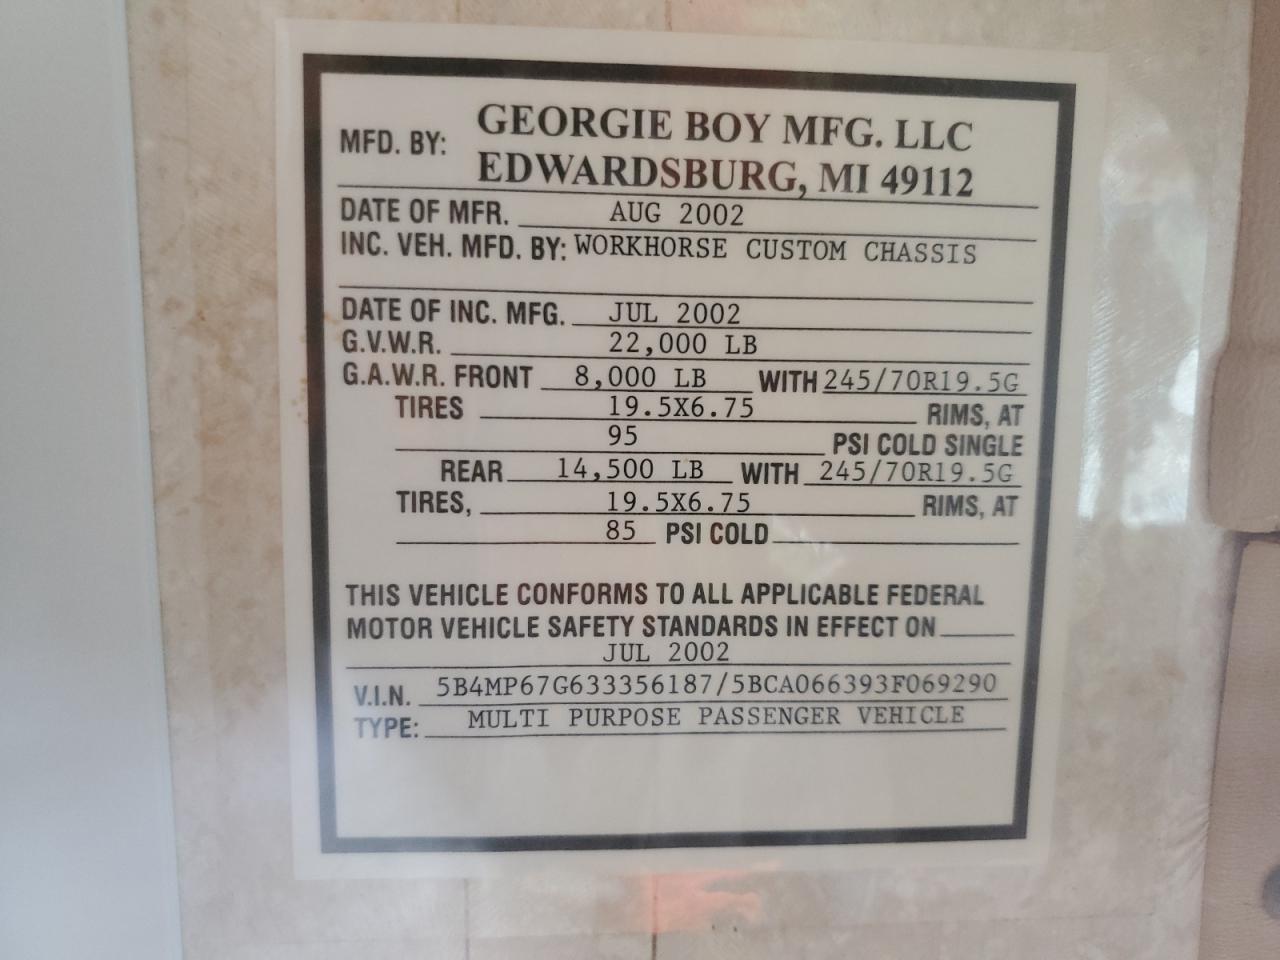 MFD. BY: GEORGIE BOY MFG. LLC
EDWARDSBURG, MI 49112
DATE OF MFR. AUG 2002
INC. VEH. MFD. BY: WORKHORSE CUSTOM CHASSIS
DATE OF INC. MFG. JUL 2002
G.V.W.R. 22,000 LB
G.A.W.R. FRONT 8,000 LB WITH 245/70R19.5G
TIRES 19.5X6.75 RIMS, AT
95 PSI COLD SINGLE
REAR 14,500 LB WITH 245/70R19.5G
TIRES, 19.5X6.75 RIMS, AT
85 PSI COLD
THIS VEHICLE CONFORMS TO ALL APPLICABLE FEDERAL
MOTOR VEHICLE SAFETY STANDARDS IN EFFECT ON
JUL 2002
V.I.N. 5B4MP67G633356187/5BCA066393F069290
TYPE: MULTI PURPOSE PASSENGER VEHICLE